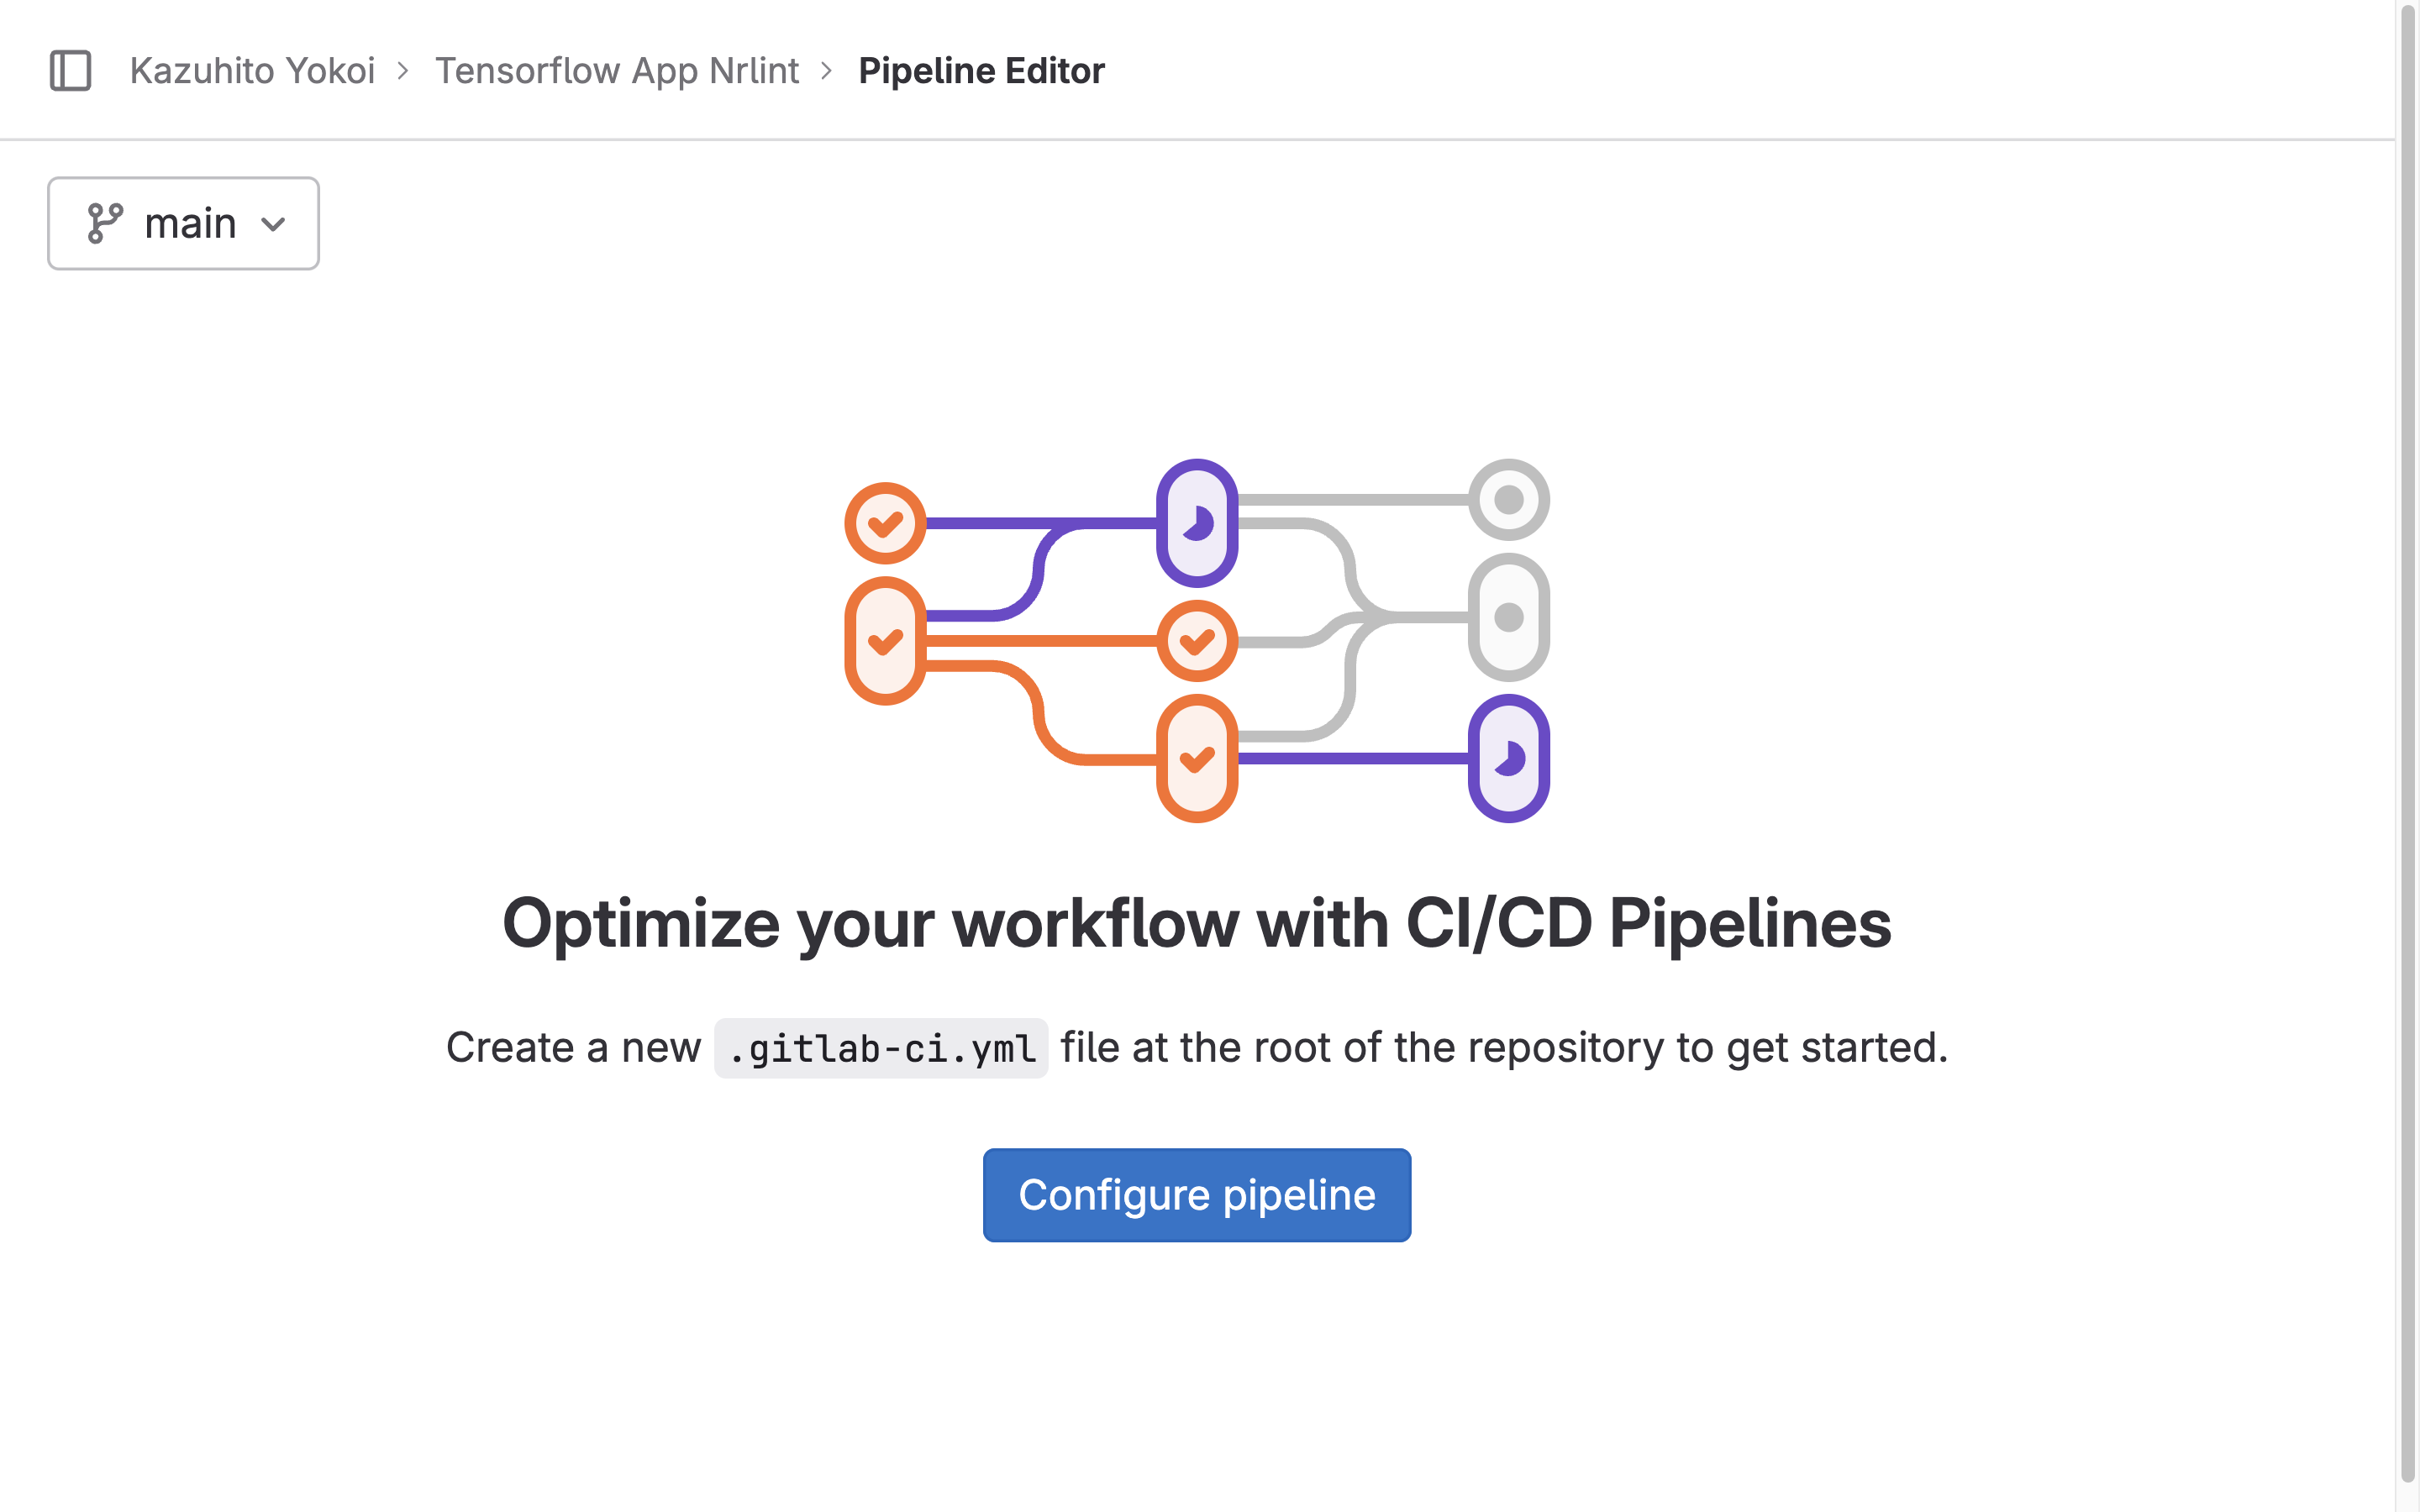 Kazuhito Yokoi > Tensorflow App Nrlint > Pipeline Editor
main
Optimize your workflow with CI/CD Pipelines
Create a new .gitlab-ci.yml file at the root of the repository to get started.
Configure pipeline